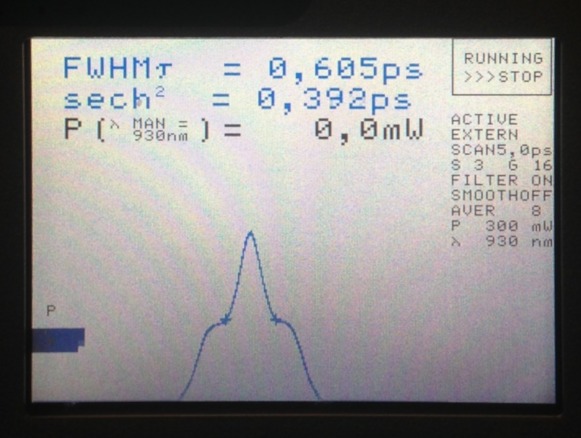 FWHMτ = 0,605ps
sech² = 0,392ps
P (λ MAN = 930nm) = 0,0mW
RUNNING
>>>STOP
ACTIVE
EXTERN
SCAN5,0ps
S 3 G 16
FILTER ON
SMOOTHOFF
AVER 8
P 300 mW
λ 930 nm
P